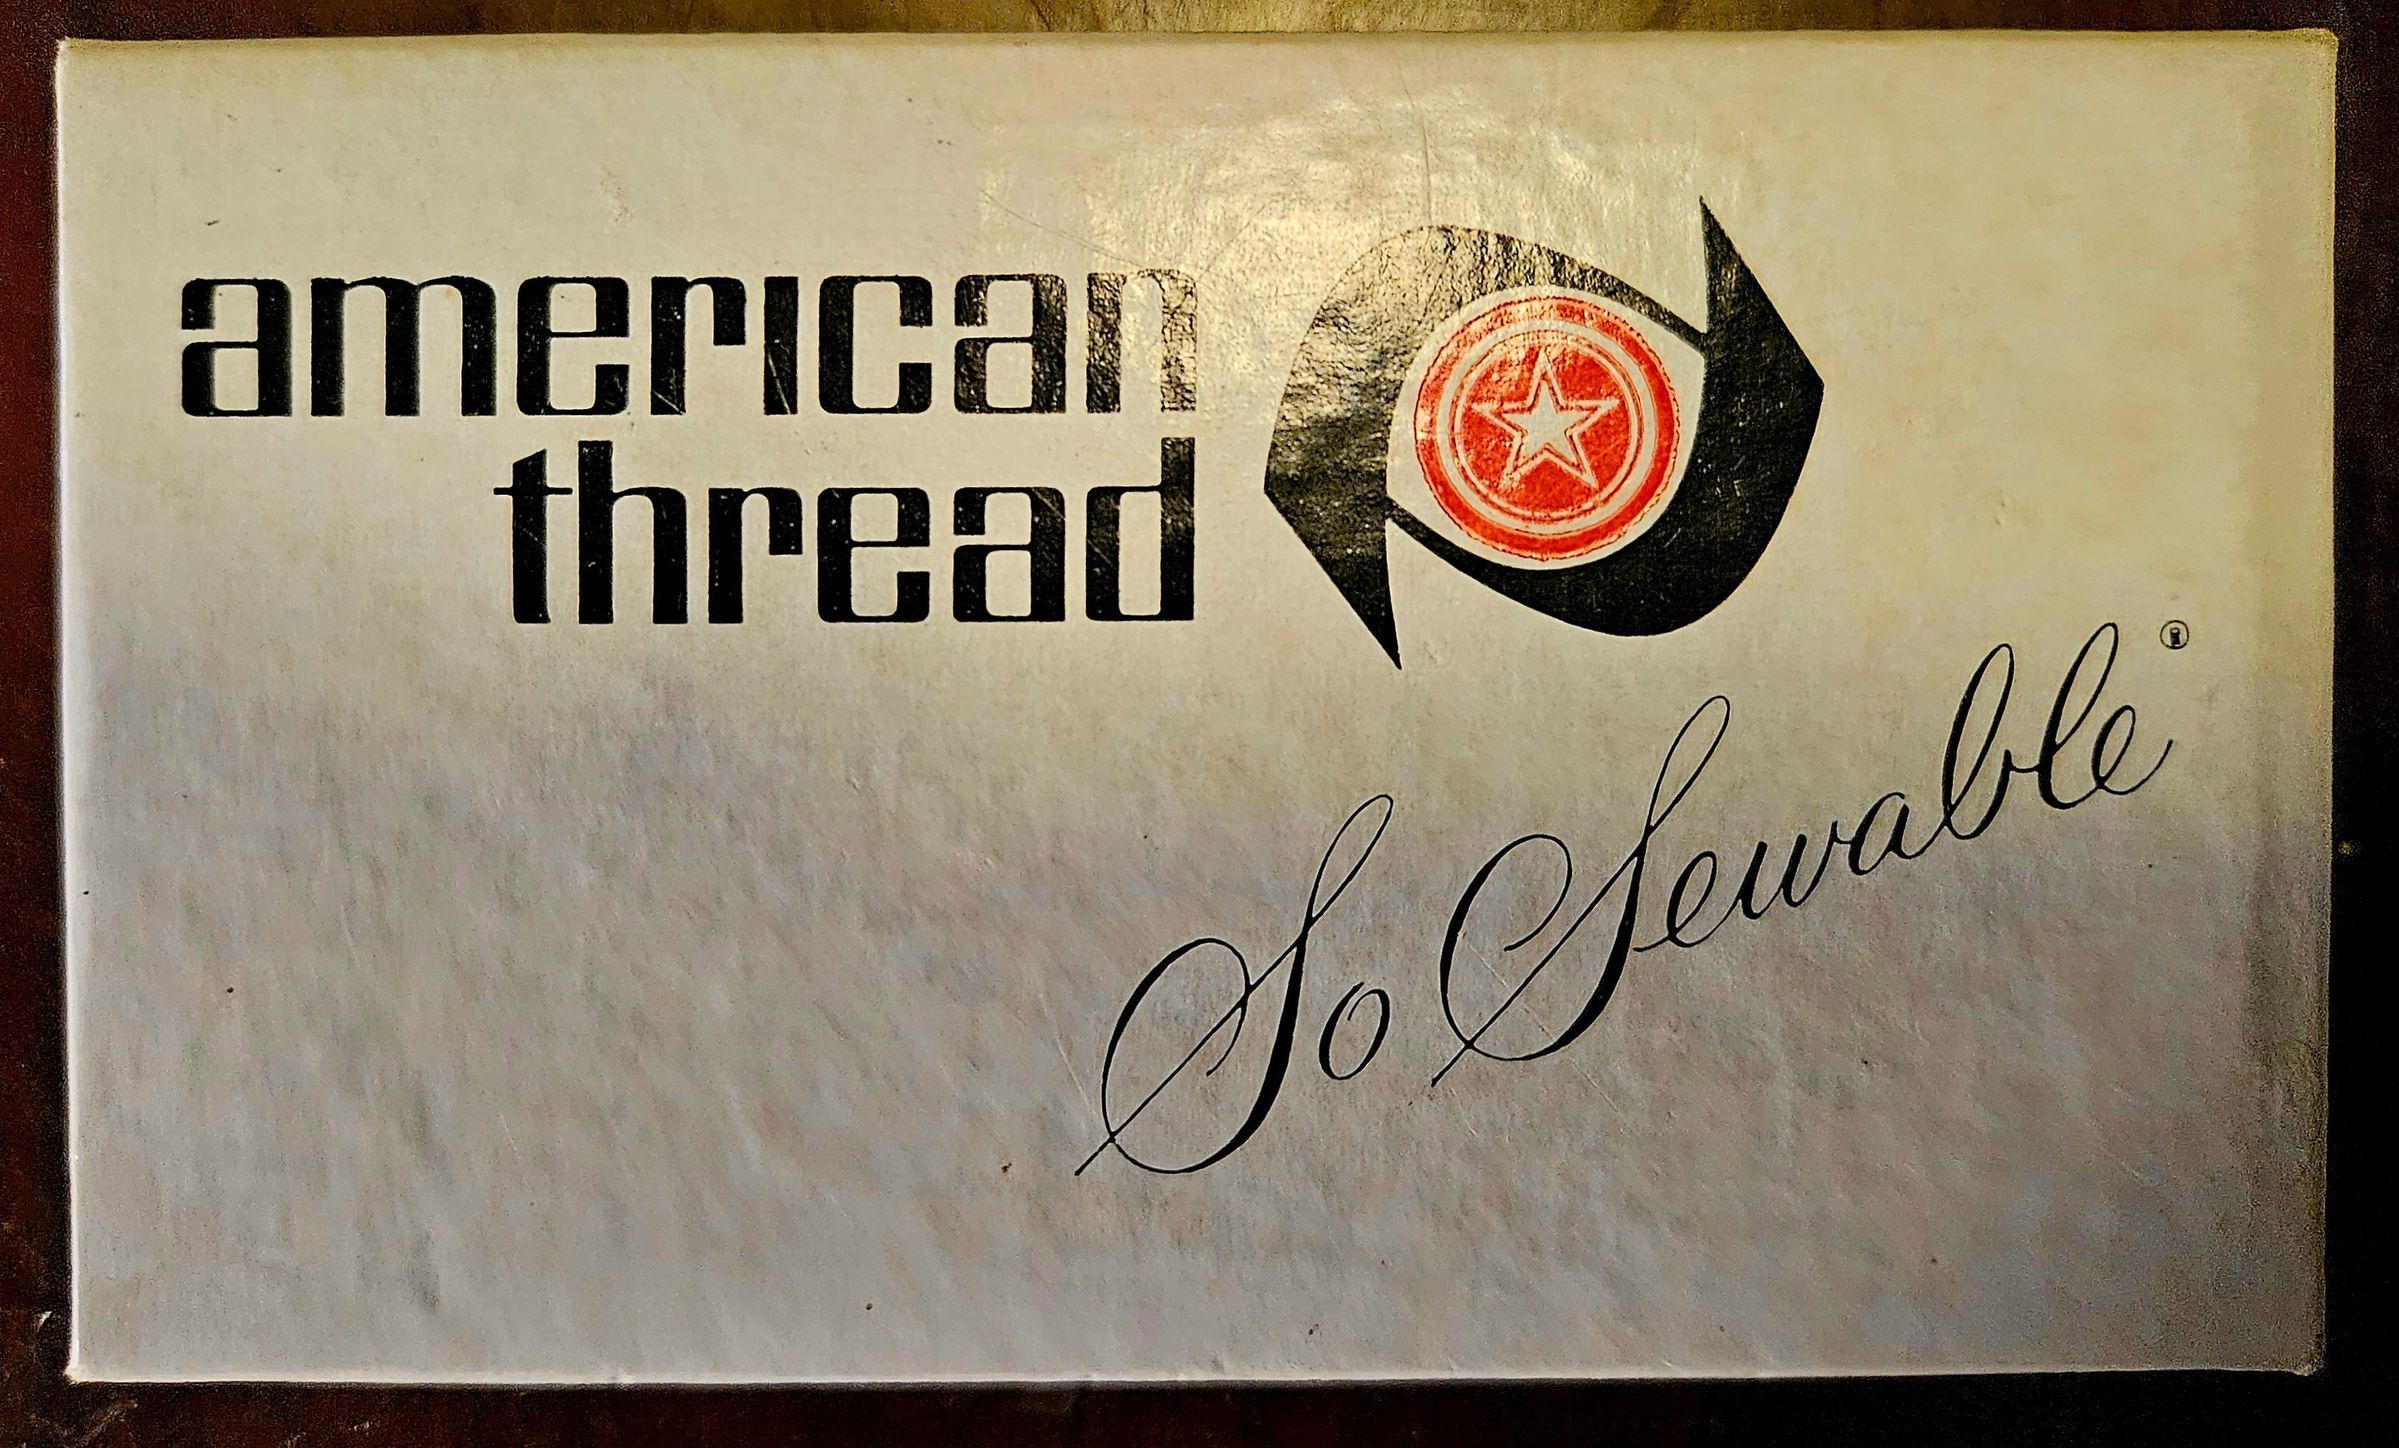 american
thread
So Sewable